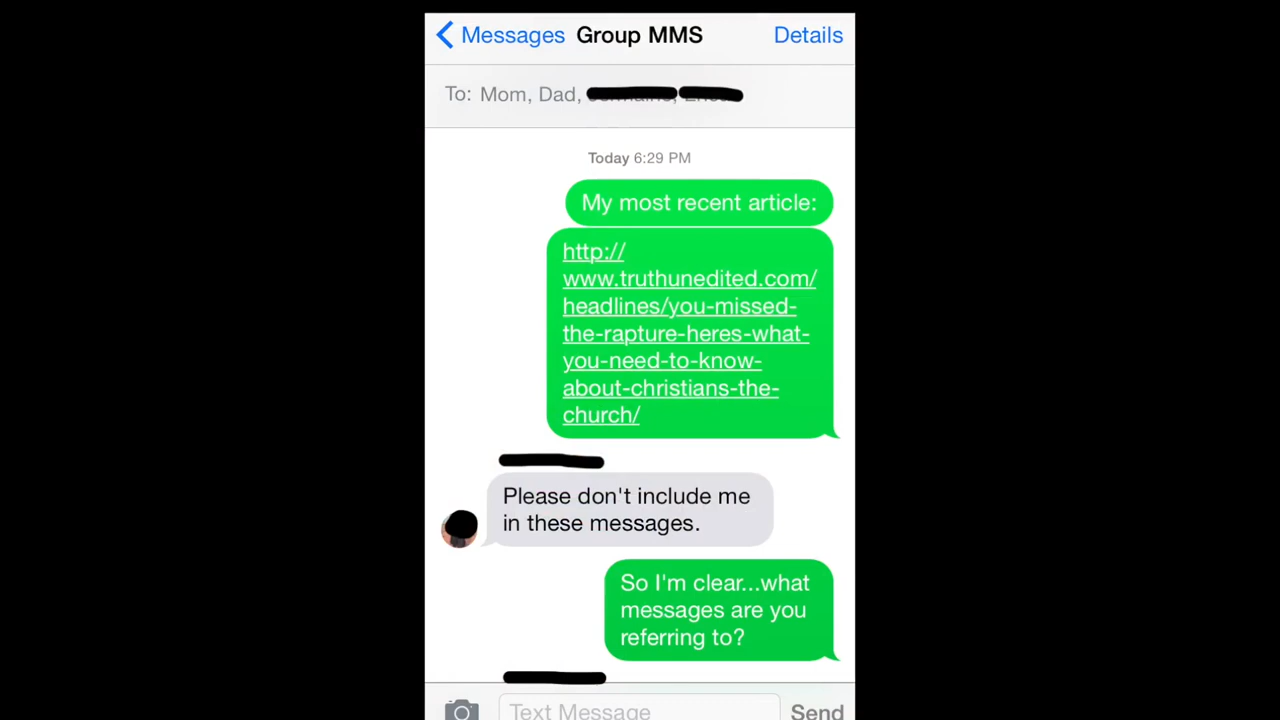 Messages Group MMS Details
To: Mom, Dad,
Today 6:29 PM
My most recent article:
http://
www.truthunedited.com/
headlines/you-missed-
the-rapture-heres-what-
you-need-to-know-
about-christians-the-
church/
Please don't include me
in these messages.
So I'm clear...what
messages are you
referring to?
Text Message Send